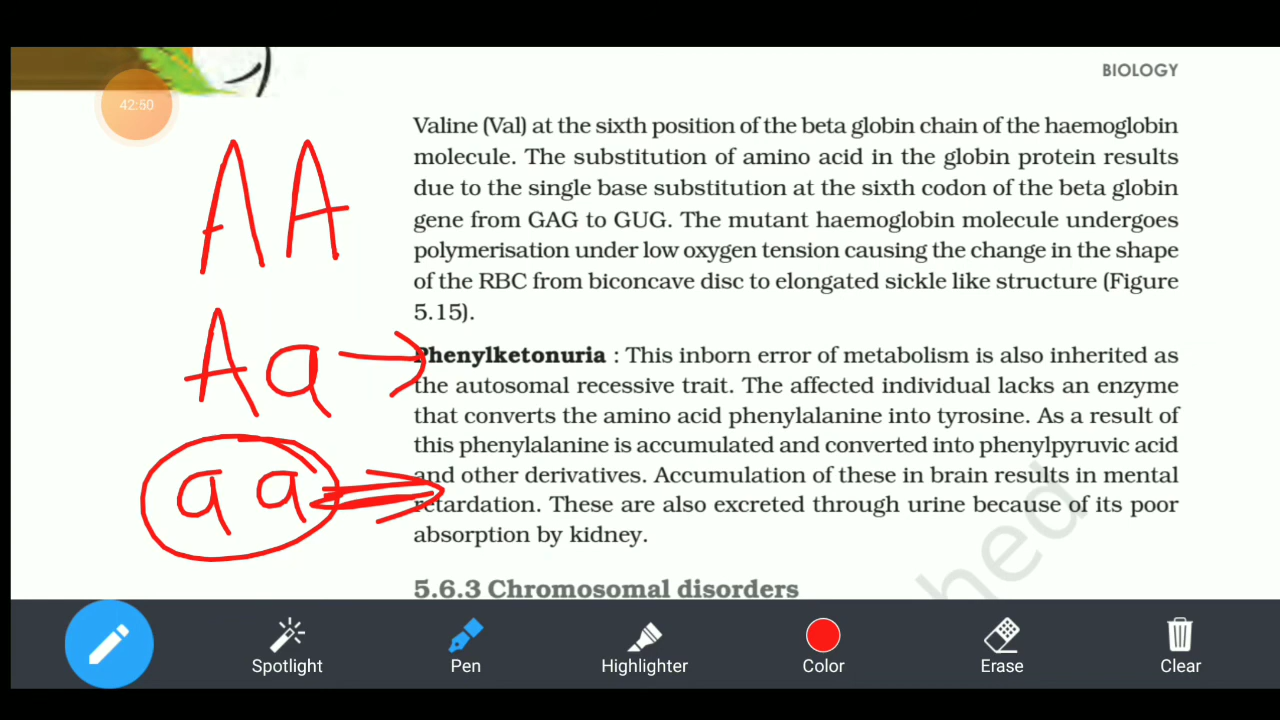 BIOLOGY
42:50
Valine (Val) at the sixth position of the beta globin chain of the haemoglobin
molecule. The substitution of amino acid in the globin protein results
due to the single base substitution at the sixth codon of the beta globin
gene from GAG to GUG. The mutant haemoglobin molecule undergoes
polymerisation under low oxygen tension causing the change in the shape
of the RBC from biconcave disc to elongated sickle like structure (Figure
5.15).
AA
Aa
aa
Phenylketonuria : This inborn error of metabolism is also inherited as
the autosomal recessive trait. The affected individual lacks an enzyme
that converts the amino acid phenylalanine into tyrosine. As a result of
this phenylalanine is accumulated and converted into phenylpyruvic acid
and other derivatives. Accumulation of these in brain results in mental
retardation. These are also excreted through urine because of its poor
absorption by kidney.
hed
5.6.3 Chromosomal disorders
Spotlight
Pen
Highlighter
Color
Erase
Clear